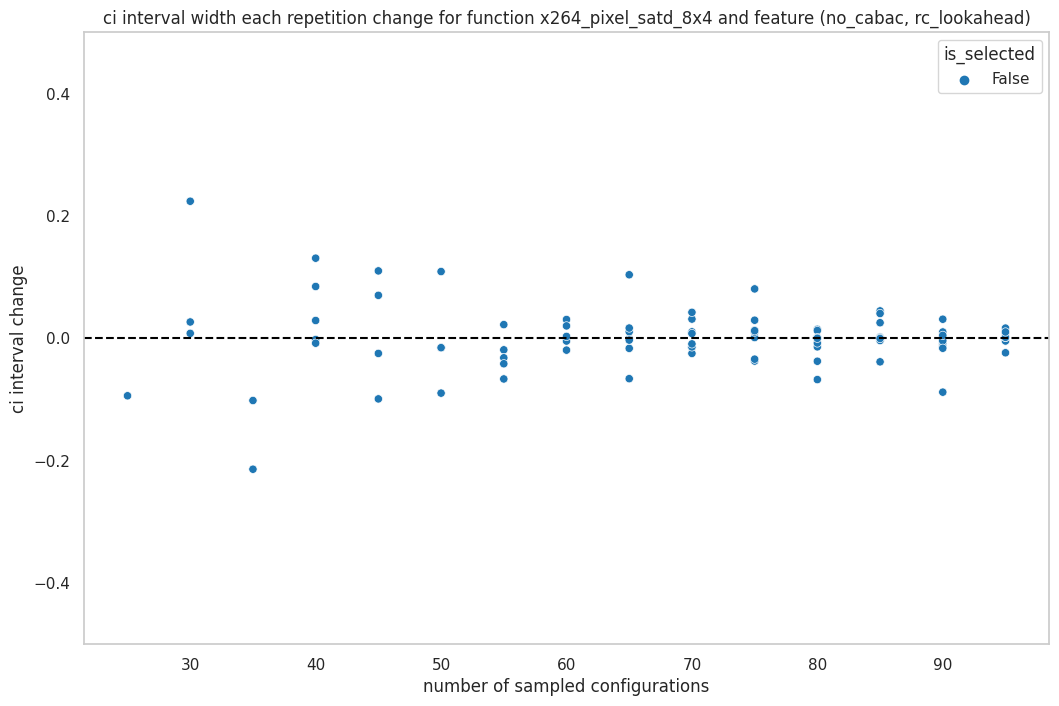 ci interval width each repetition change for function x264_pixel_satd_8x4 and feature (no_cabac, rc_lookahead)
is_selected
False
0.4
0.2
0.0
−0.2
−0.4
ci interval change
30 40 50 60 70 80 90
number of sampled configurations